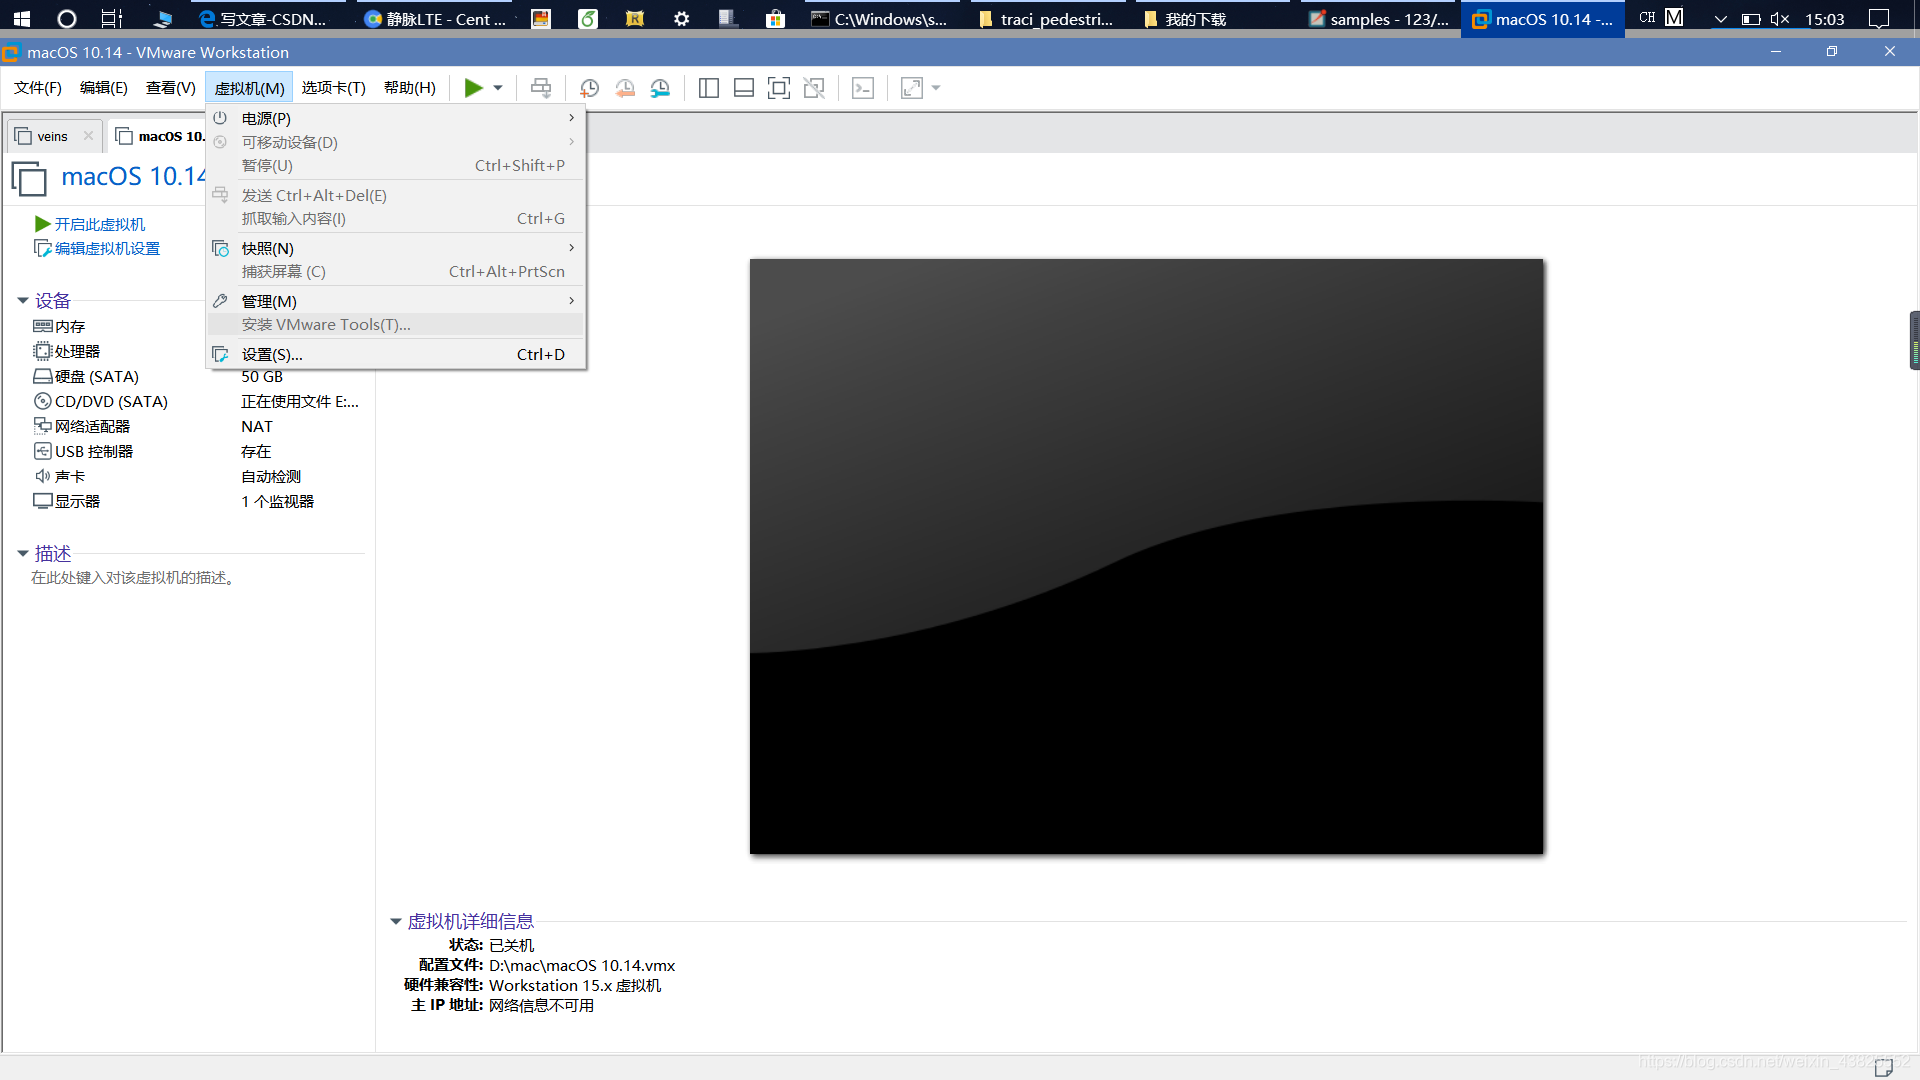 写文章-CSDN...
静脉LTE - Cent ...
C:\Windows\s...
traci_pedestri...
我的下载
samples - 123/...
macOS 10.14 -...
CH
M
15:03
macOS 10.14 - VMware Workstation
文件(F)
编辑(E)
查看(V)
虚拟机(M)
选项卡(T)
帮助(H)
veins
macOS 10.
macOS 10.14
开启此虚拟机
编辑虚拟机设置
电源(P)
可移动设备(D)
暂停(U) Ctrl+Shift+P
发送 Ctrl+Alt+Del(E)
抓取输入内容(I) Ctrl+G
快照(N)
捕获屏幕 (C) Ctrl+Alt+PrtScn
管理(M)
安装 VMware Tools(T)...
设置(S)... Ctrl+D
设备
内存
处理器
硬盘 (SATA) 50 GB
CD/DVD (SATA) 正在使用文件 E:...
网络适配器 NAT
USB 控制器 存在
声卡 自动检测
显示器 1 个监视器
描述
在此处键入对该虚拟机的描述。
虚拟机详细信息
状态: 已关机
配置文件: D:\mac\macOS 10.14.vmx
硬件兼容性: Workstation 15.x 虚拟机
主 IP 地址: 网络信息不可用